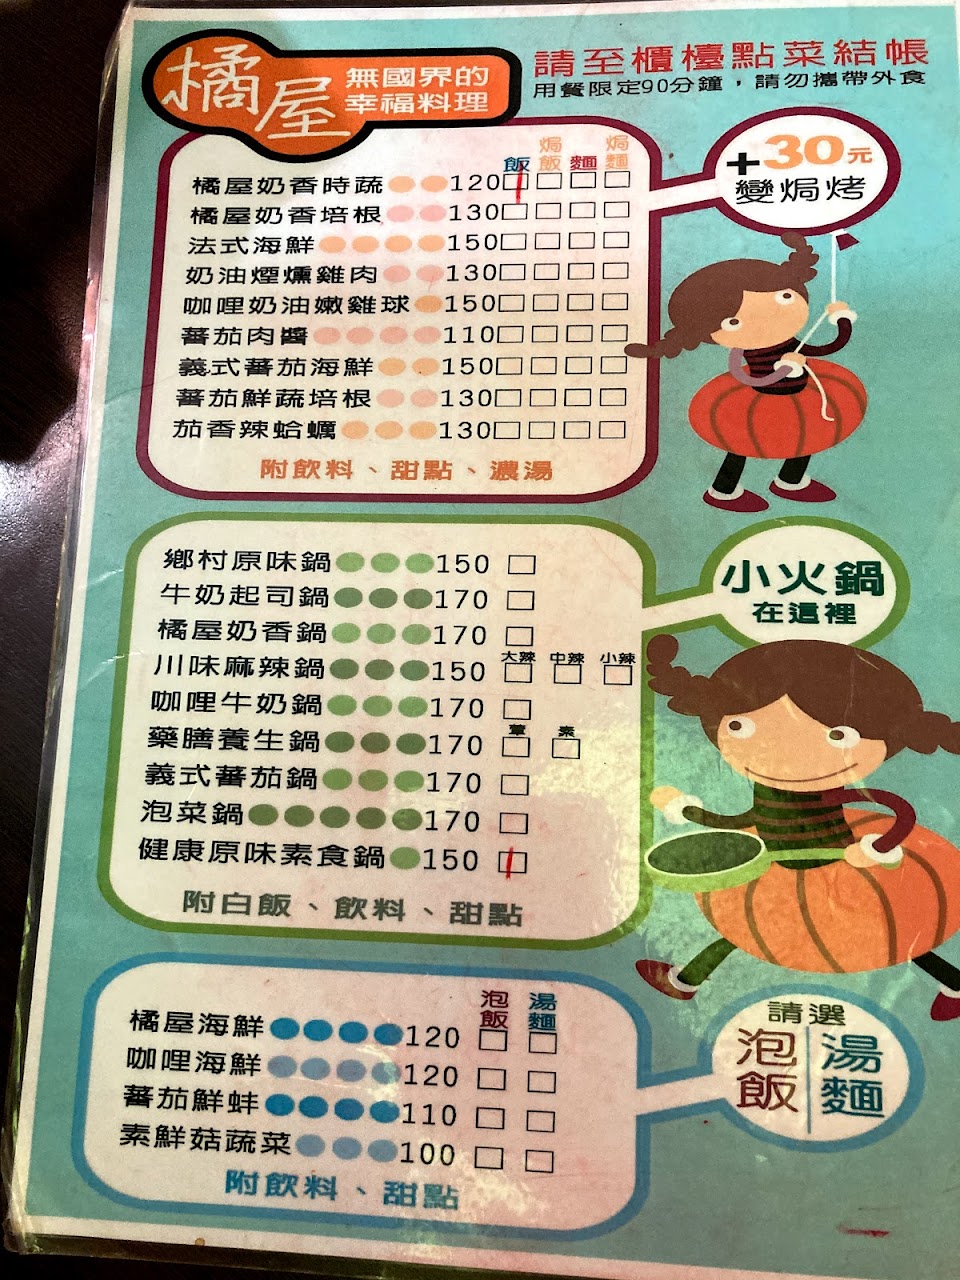 橘屋
無國界的
幸福料理
請至櫃檯點菜結帳
用餐限定90分鐘，請勿攜帶外食
+30元
變焗烤
飯 焗飯 麵 焗麵
橘屋奶香時蔬 120
橘屋奶香培根 130
法式海鮮 150
奶油煙燻雞肉 130
咖哩奶油嫩雞球 150
蕃茄肉醬 110
義式蕃茄海鮮 150
蕃茄鮮蔬培根 130
茄香辣蛤蠣 130
附飲料、甜點、濃湯
小火鍋
在這裡
鄉村原味鍋 150
牛奶起司鍋 170
橘屋奶香鍋 170
大辣 中辣 小辣
川味麻辣鍋 150
咖哩牛奶鍋 170
葷 素
藥膳養生鍋 170
義式蕃茄鍋 170
泡菜鍋 170
健康原味素食鍋 150
附白飯、飲料、甜點
請選
泡飯 湯麵
泡飯 湯麵
橘屋海鮮 120
咖哩海鮮 120
蕃茄鮮蚌 110
素鮮菇蔬菜 100
附飲料、甜點